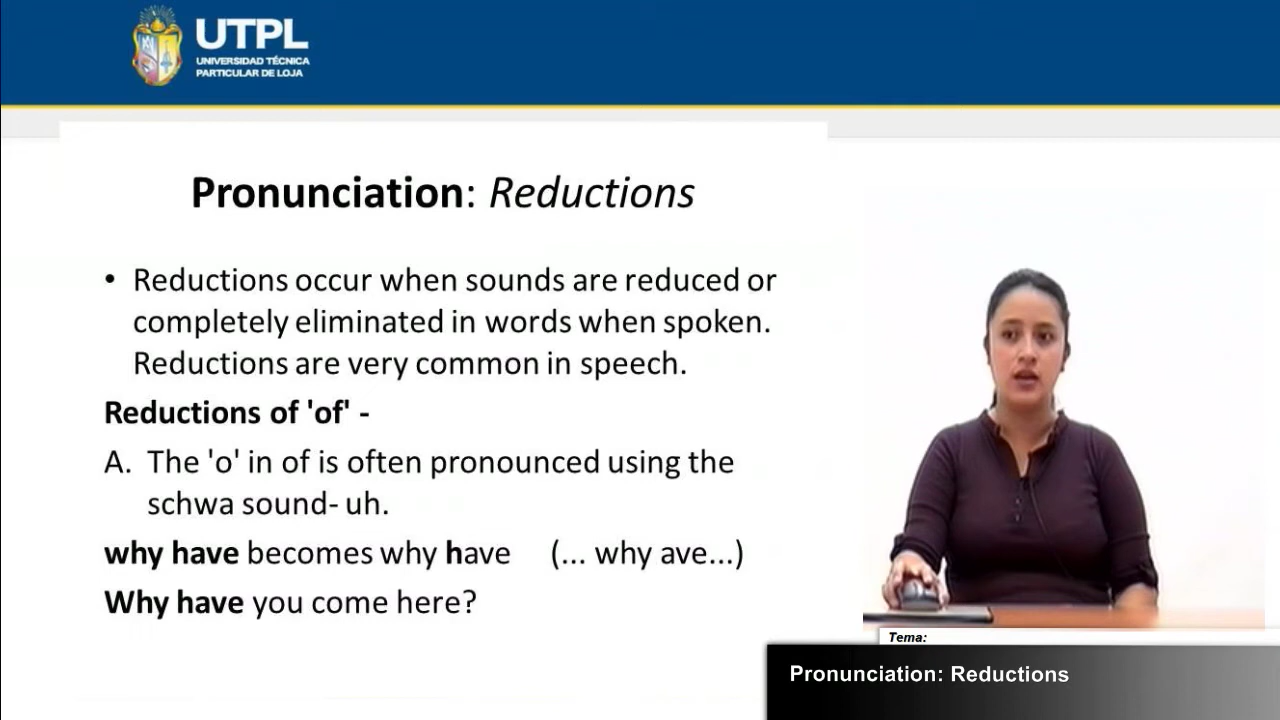 UTPL
UNIVERSIDAD TÉCNICA
PARTICULAR DE LOJA
Pronunciation: Reductions
• Reductions occur when sounds are reduced or
completely eliminated in words when spoken.
Reductions are very common in speech.
Reductions of 'of' -
A. The 'o' in of is often pronounced using the
schwa sound- uh.
why have becomes why have (... why ave...)
Why have you come here?
Tema:
Pronunciation: Reductions